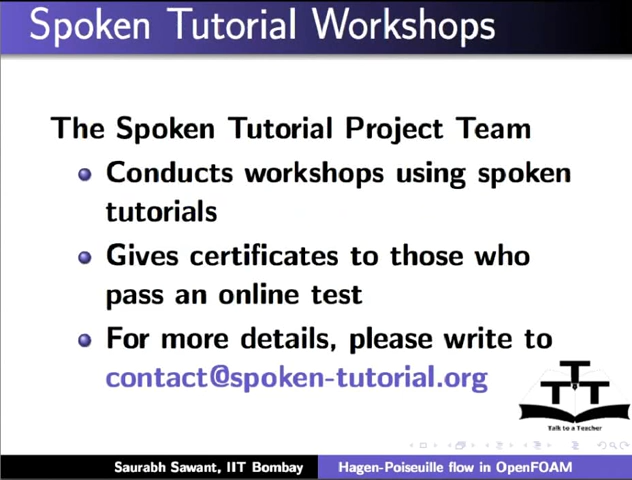 Spoken Tutorial Workshops
The Spoken Tutorial Project Team
Conducts workshops using spoken
tutorials
Gives certificates to those who
pass an online test
For more details, please write to
contact@spoken-tutorial.org
TTT
Talk to a Teacher
Saurabh Sawant, IIT Bombay
Hagen-Poiseuille flow in OpenFOAM